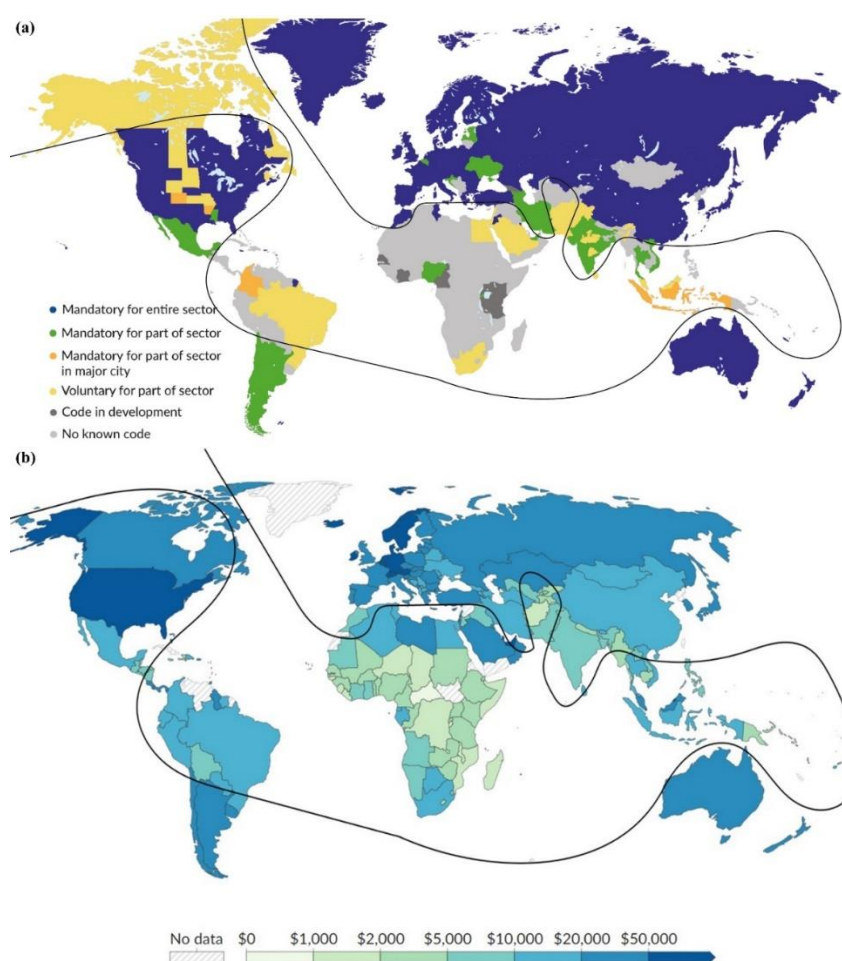 (a)
Mandatory for entire sector
Mandatory for part of sector
Mandatory for part of sector
in major city
Voluntary for part of sector
Code in development
No known code
(b)
No data $0 $1,000 $2,000 $5,000 $10,000 $20,000 $50,000